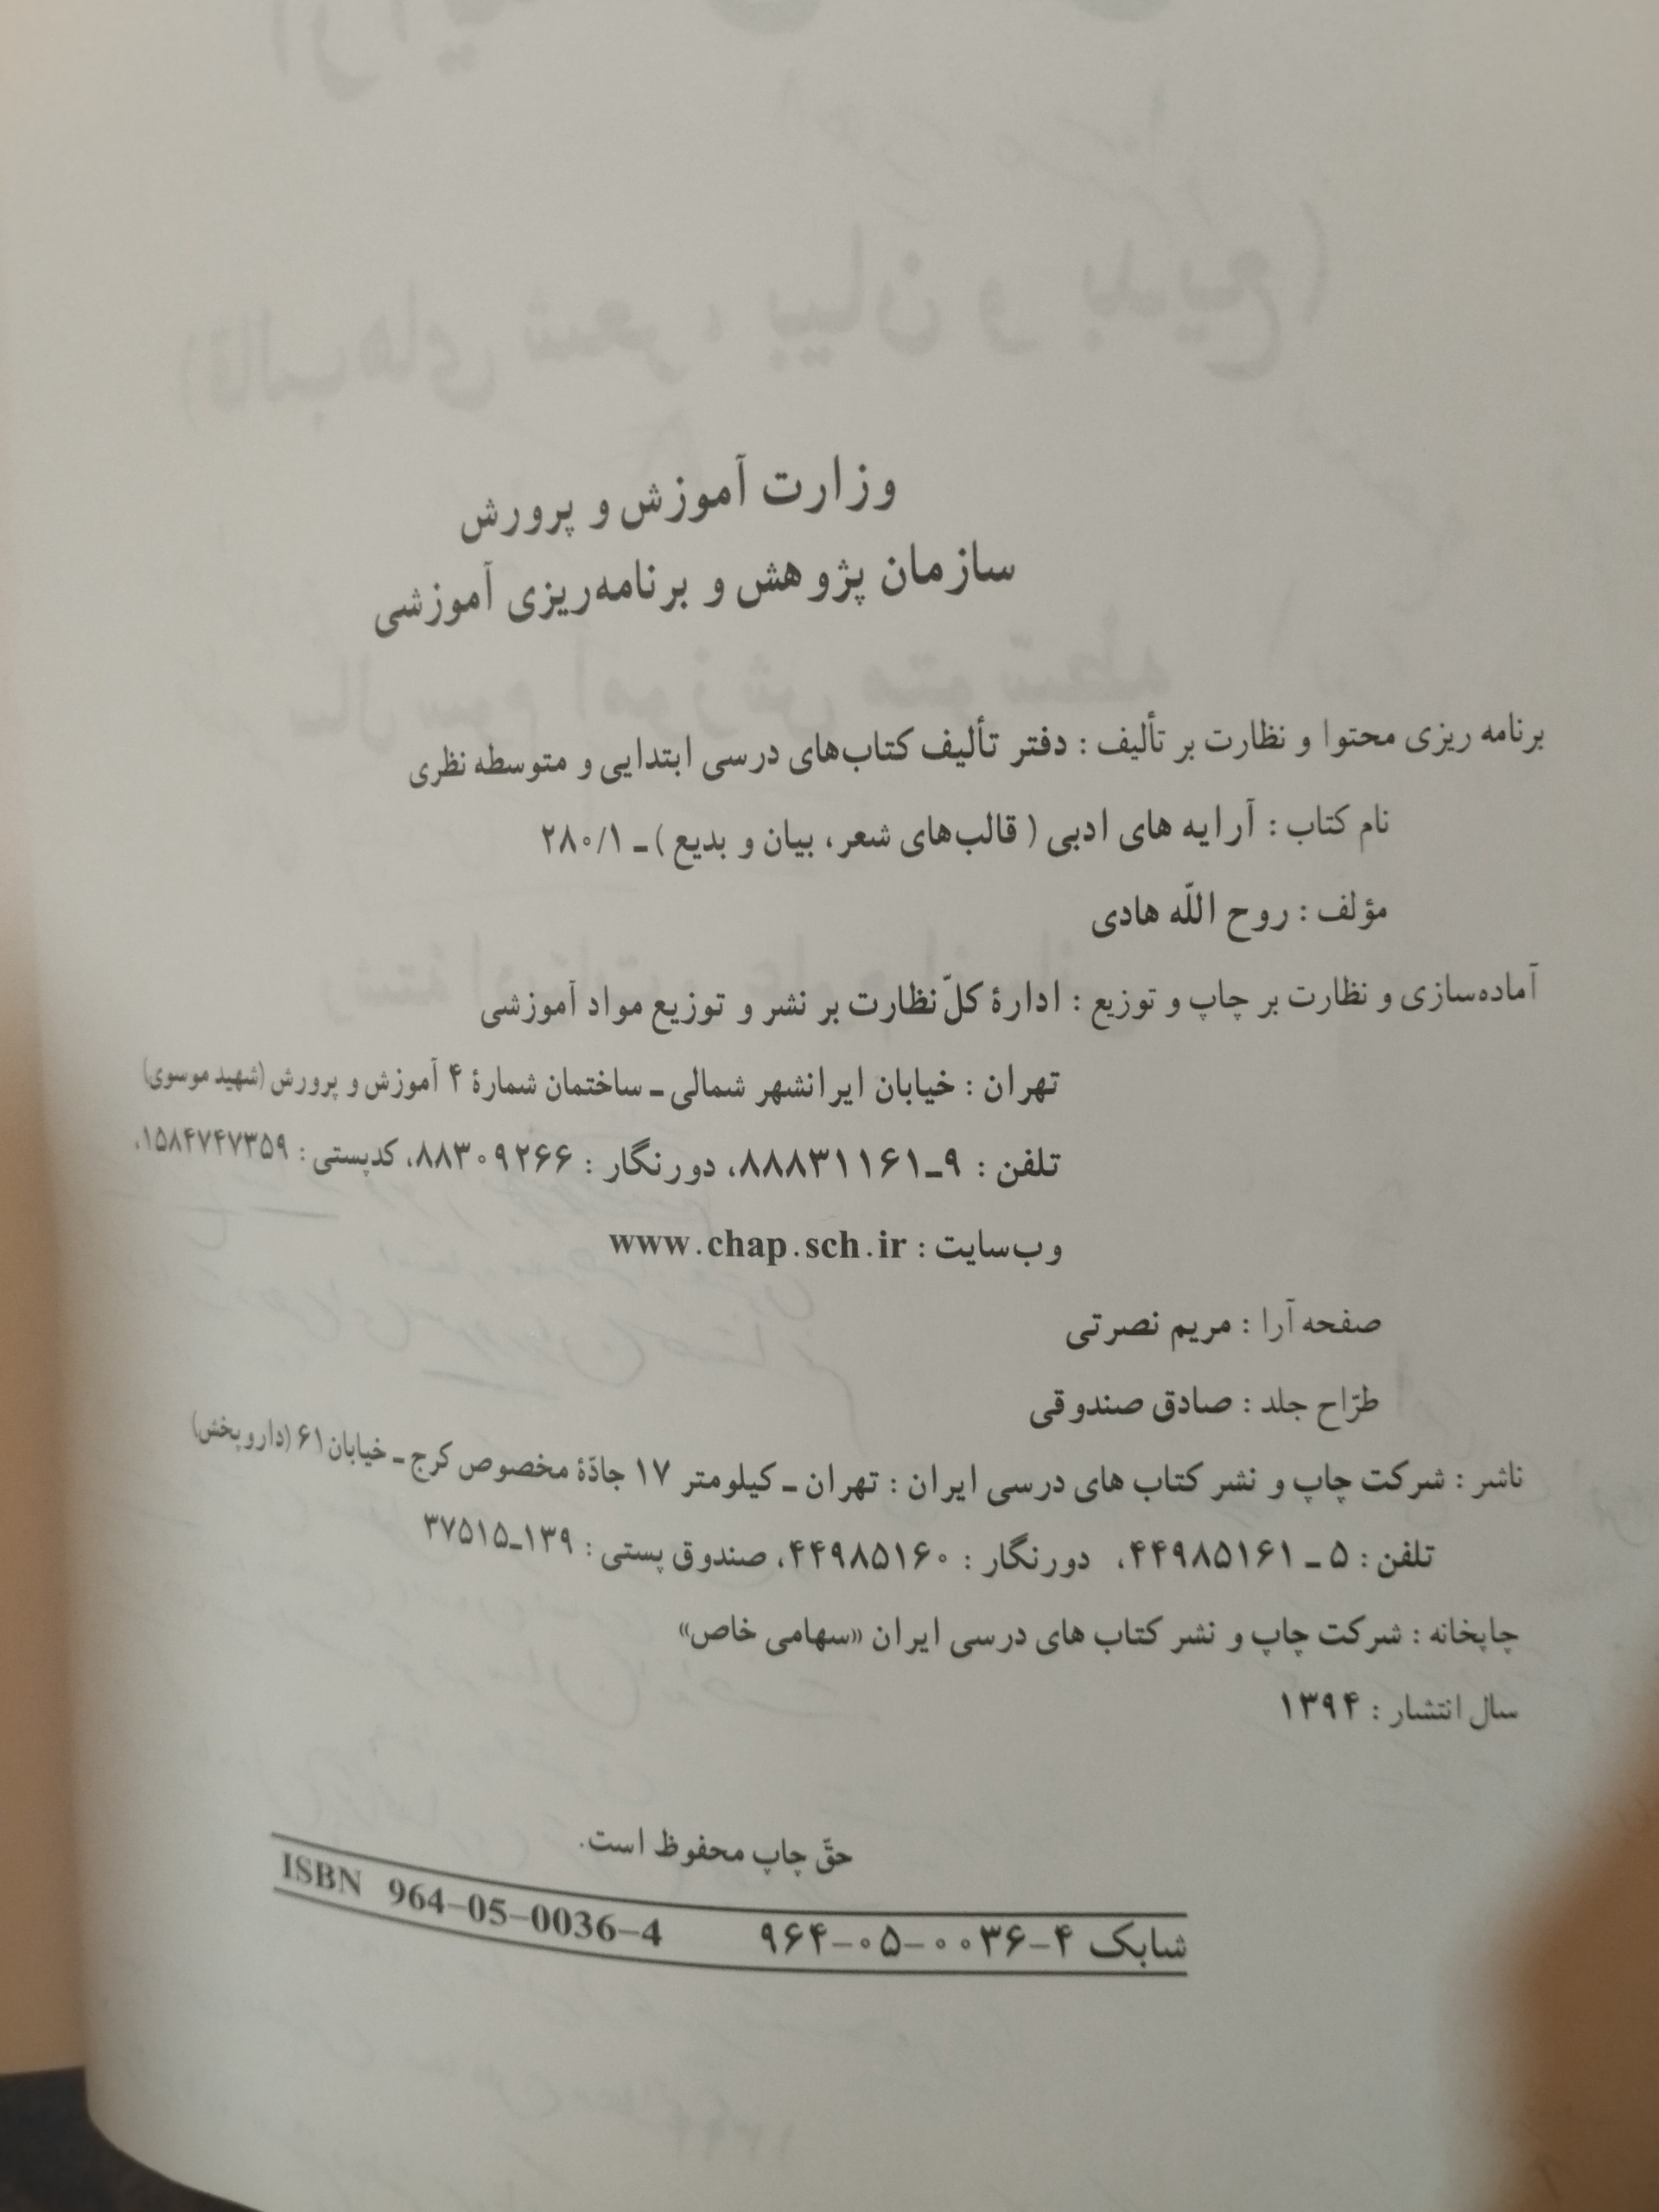 وزارت آموزش و پرورش
سازمان پژوهش و برنامه‌ریزی آموزشی
برنامه ریزی محتوا و نظارت بر تألیف : دفتر تألیف کتاب‌های درسی ابتدایی و متوسطه نظری
نام کتاب : آرایه های ادبی ( قالب‌های شعر، بیان و بدیع ) ـ ۲۸۰/۱
مؤلف : روح اللّه هادی
آماده‌سازی و نظارت بر چاپ و توزیع : ادارۀ کلّ نظارت بر نشر و توزیع مواد آموزشی
تهران : خیابان ایرانشهر شمالی ـ ساختمان شمارۀ ۴ آموزش و پرورش (شهید موسوی)
تلفن : ۹ـ۸۸۸۳۱۱۶۱، دورنگار : ۸۸۳۰۹۲۶۶، کدپستی : ۱۵۸۴۷۴۷۳۵۹،
وب‌سایت : www.chap.sch.ir
صفحه آرا : مریم نصرتی
طرّاح جلد : صادق صندوقی
ناشر : شرکت چاپ و نشر کتاب های درسی ایران : تهران ـ کیلومتر ۱۷ جادّۀ مخصوص کرج ـ خیابان ۶۱ (داروپخش)
تلفن : ۵ ـ ۴۴۹۸۵۱۶۱، دورنگار : ۴۴۹۸۵۱۶۰، صندوق پستی : ۱۳۹ـ۳۷۵۱۵
چاپخانه : شرکت چاپ و نشر کتاب های درسی ایران «سهامی خاص»
سال انتشار : ۱۳۹۴
حقّ چاپ محفوظ است.
شابک ۴-۰۰۳۶-۰۵-۹۶۴ ISBN 964-05-0036-4